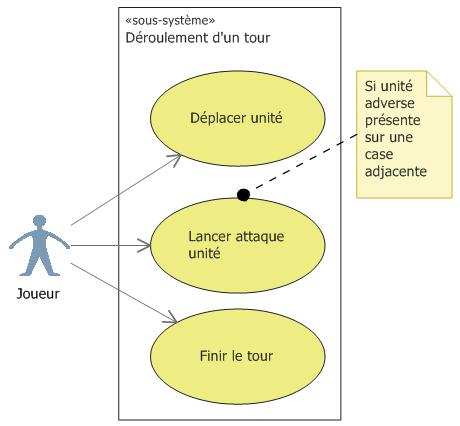 «sous-système»
Déroulement d'un tour
Déplacer unité
Si unité
adverse
présente
sur une
case
adjacente
Lancer attaque
unité
Joueur
Finir le tour